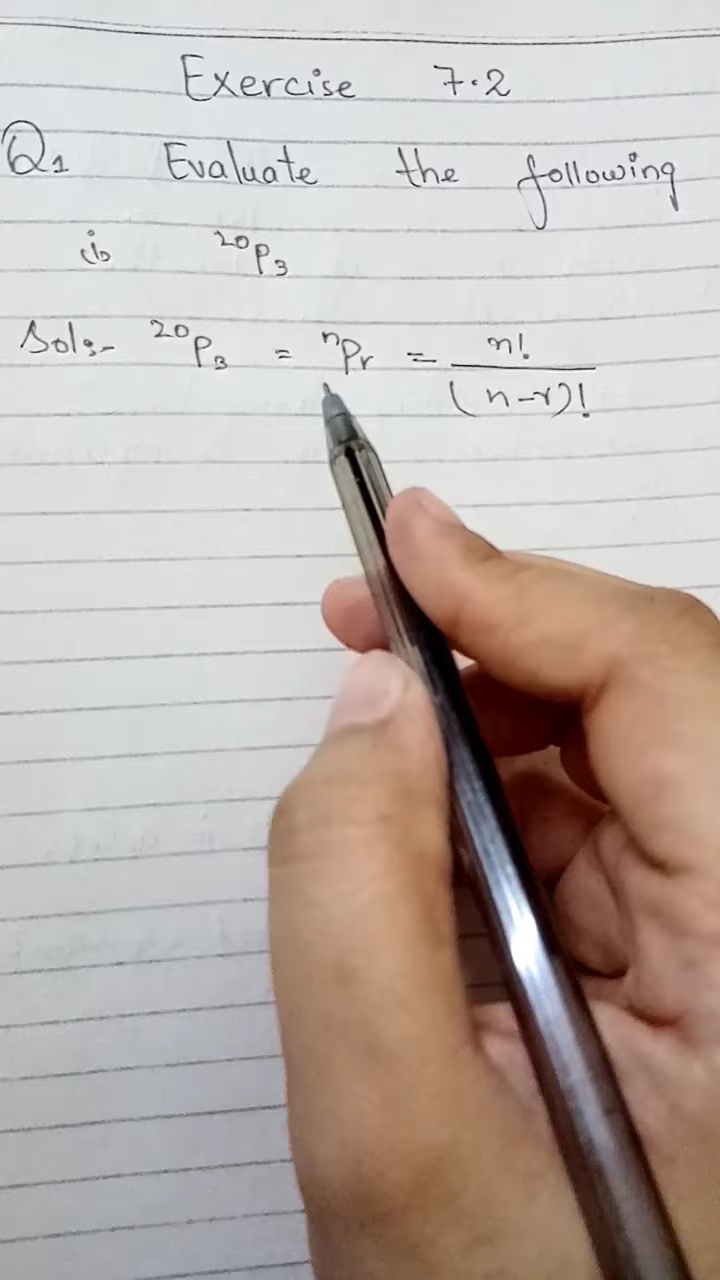 Exercise 7.2
Q1 Evaluate the following
i) ²⁰P₃
Sol:- ²⁰P₃ = ⁿPr = n! / (n-r)!